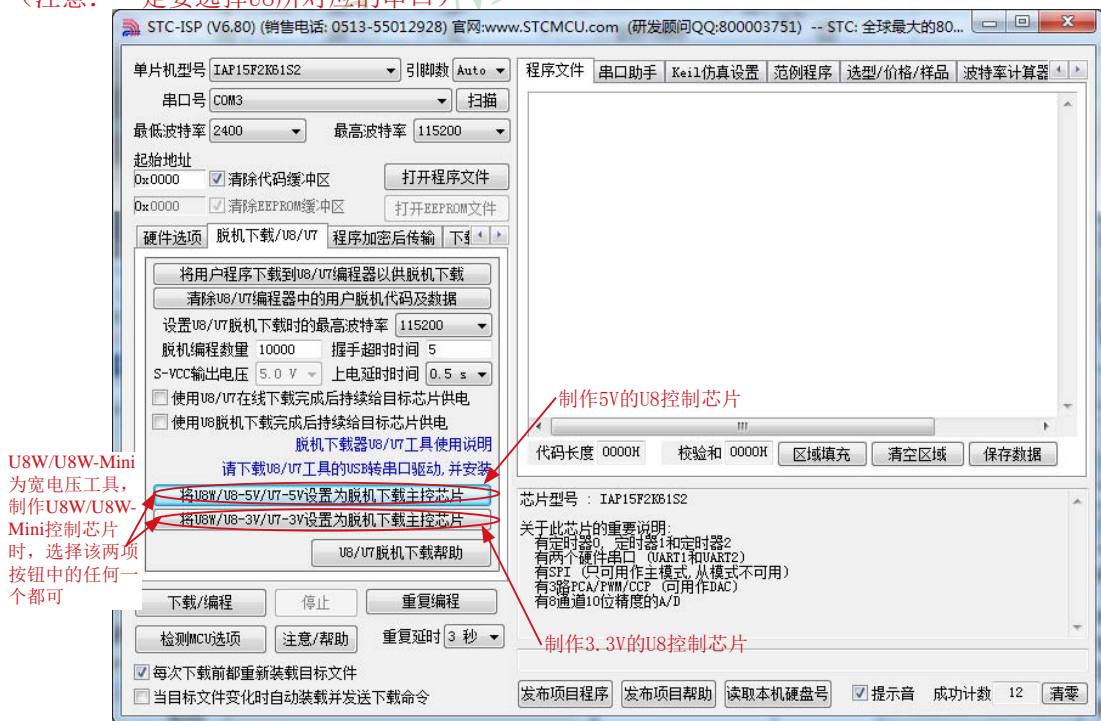 (注意：一定要选择U8所对应的串口)
STC-ISP (V6.80) (销售电话: 0513-55012928) 官网:www.STCMCU.com (研发顾问QQ:800003751) -- STC: 全球最大的80...
单片机型号 IAP15F2K61S2 引脚数 Auto
串口号 COM3 扫描
最低波特率 2400 最高波特率 115200
起始地址
0x0000 清除代码缓冲区 打开程序文件
0x0000 清除EEPROM缓冲区 打开EEPROM文件
硬件选项 脱机下载/U8/U7 程序加密后传输 下载
将用户程序下载到U8/U7编程器以供脱机下载
清除U8/U7编程器中的用户脱机代码及数据
设置U8/U7脱机下载时的最高波特率 115200
脱机编程数量 10000 握手超时时间 5
S-VCC输出电压 5.0 V 上电延时时间 0.5 s
使用U8/U7在线下载完成后持续给目标芯片供电
使用U8脱机下载完成后持续给目标芯片供电
脱机下载器U8/U7工具使用说明
请下载U8/U7工具的USB转串口驱动,并安装
将U8W/U8-5V/U7-5V设置为脱机下载主控芯片
将U8W/U8-3V/U7-3V设置为脱机下载主控芯片
U8/U7脱机下载帮助
下载/编程 停止 重复编程
检测MCU选项 注意/帮助 重复延时 3 秒
每次下载前都重新装载目标文件
当目标文件变化时自动装载并发送下载命令
程序文件 串口助手 Keil仿真设置 范例程序 选型/价格/样品 波特率计算器
代码长度 0000H 校验和 0000H 区域填充 清空区域 保存数据
芯片型号 : IAP15F2K61S2
关于此芯片的重要说明:
有定时器0, 定时器1和定时器2
有两个硬件串口 (UART1和UART2)
有SPI (只可用作主模式,从模式不可用)
有3路PCA/PWM/CCP (可用作DAC)
有8通道10位精度的A/D
发布项目程序 发布项目帮助 读取本机硬盘号 提示音 成功计数 12 清零
制作5V的U8控制芯片
制作3.3V的U8控制芯片
U8W/U8W-Mini
为宽电压工具，
制作U8W/U8W-
Mini控制芯片
时，选择该两项
按钮中的任何一
个都可